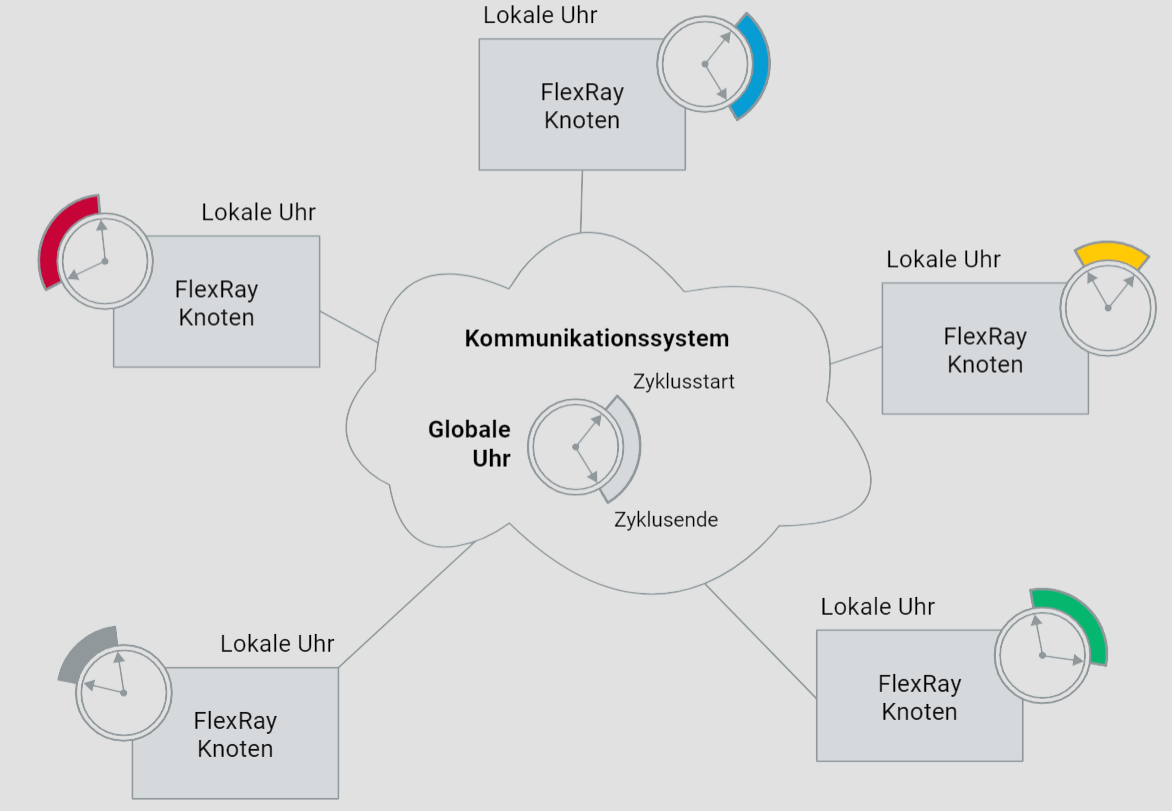 Lokale Uhr
FlexRay
Knoten
Lokale Uhr
FlexRay
Knoten
Lokale Uhr
FlexRay
Knoten
Kommunikationssystem
Zyklusstart
Globale
Uhr
Zyklusende
Lokale Uhr
FlexRay
Knoten
Lokale Uhr
FlexRay
Knoten